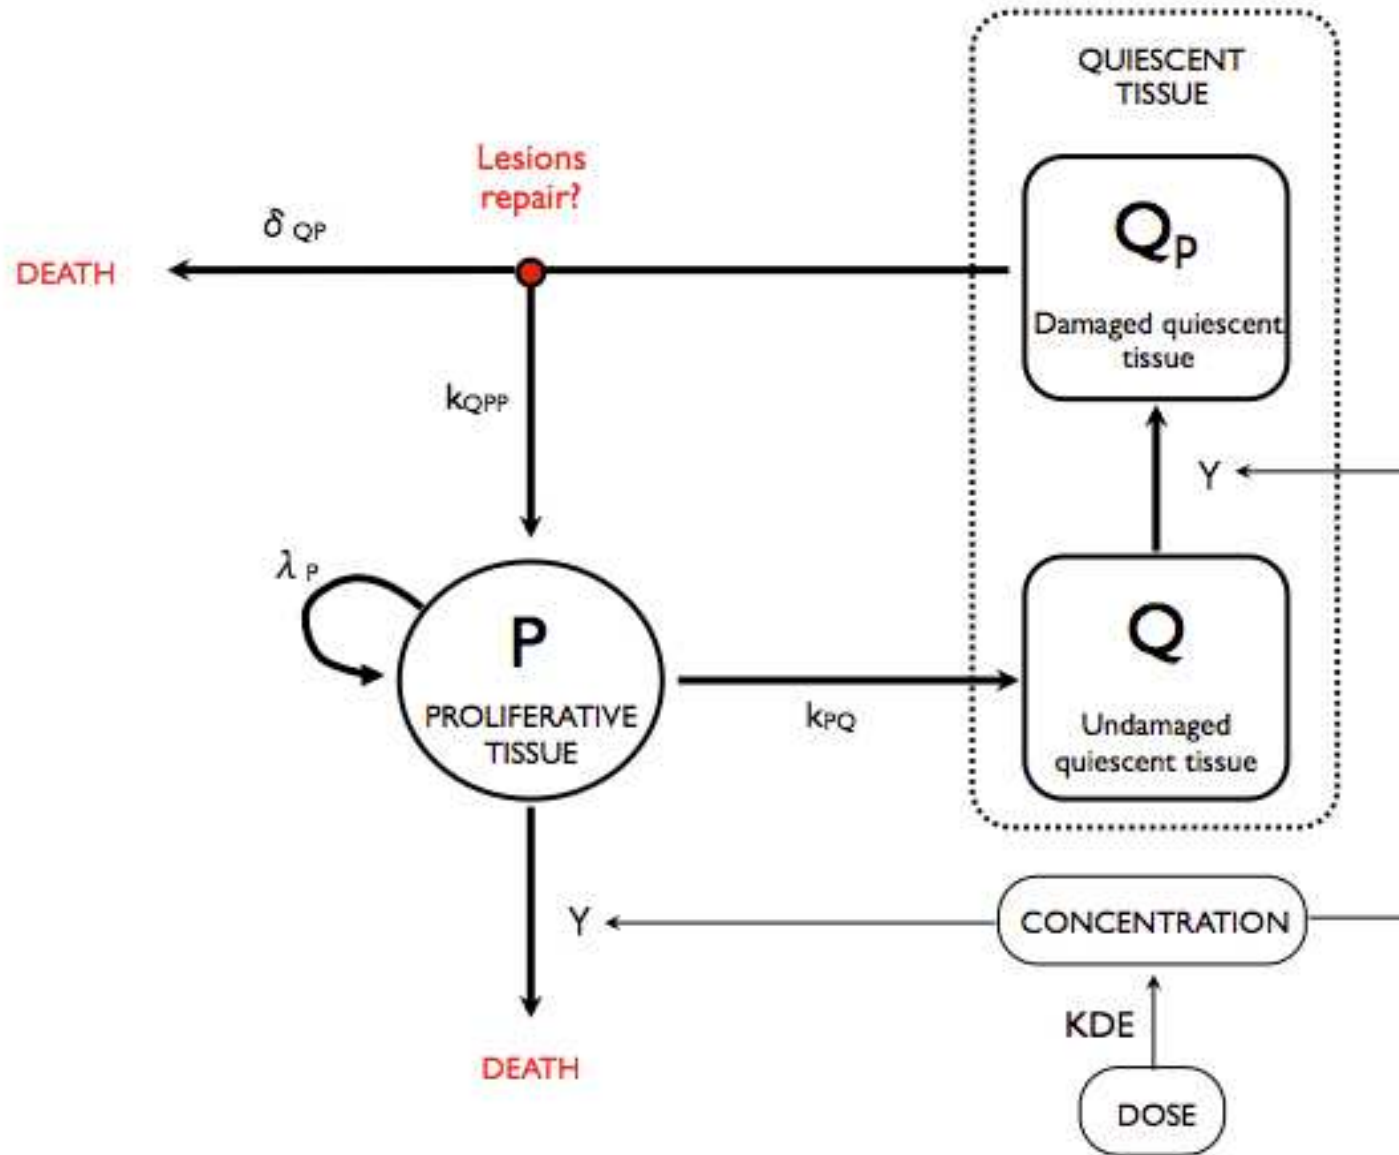 QUIESCENT
TISSUE
Lesions
repair?
δ QP
DEATH
QP
Damaged quiescent
tissue
kQPP
Y
λ P
P
PROLIFERATIVE
TISSUE
kPQ
Q
Undamaged
quiescent tissue
Y
CONCENTRATION
KDE
DEATH
DOSE